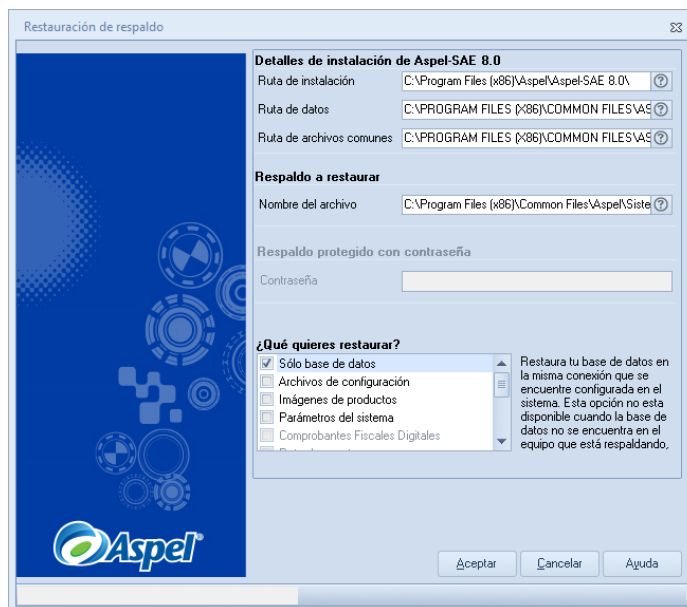 Restauración de respaldo
Detalles de instalación de Aspel-SAE 8.0
Ruta de instalación C:\Program Files (x86)\Aspel\Aspel-SAE 8.0\
Ruta de datos C:\PROGRAM FILES (X86)\COMMON FILES\AS
Ruta de archivos comunes C:\PROGRAM FILES (X86)\COMMON FILES\AS
Respaldo a restaurar
Nombre del archivo C:\Program Files (x86)\Common Files\Aspel\Siste
Respaldo protegido con contraseña
Contraseña
¿Qué quieres restaurar?
Sólo base de datos
Archivos de configuración
Imágenes de productos
Parámetros del sistema
Comprobantes Fiscales Digitales
Restaura tu base de datos en
la misma conexión que se
encuentre configurada en el
sistema. Esta opción no esta
disponible cuando la base de
datos no se encuentra en el
equipo que está respaldando,
Aspel
Aceptar Cancelar Ayuda